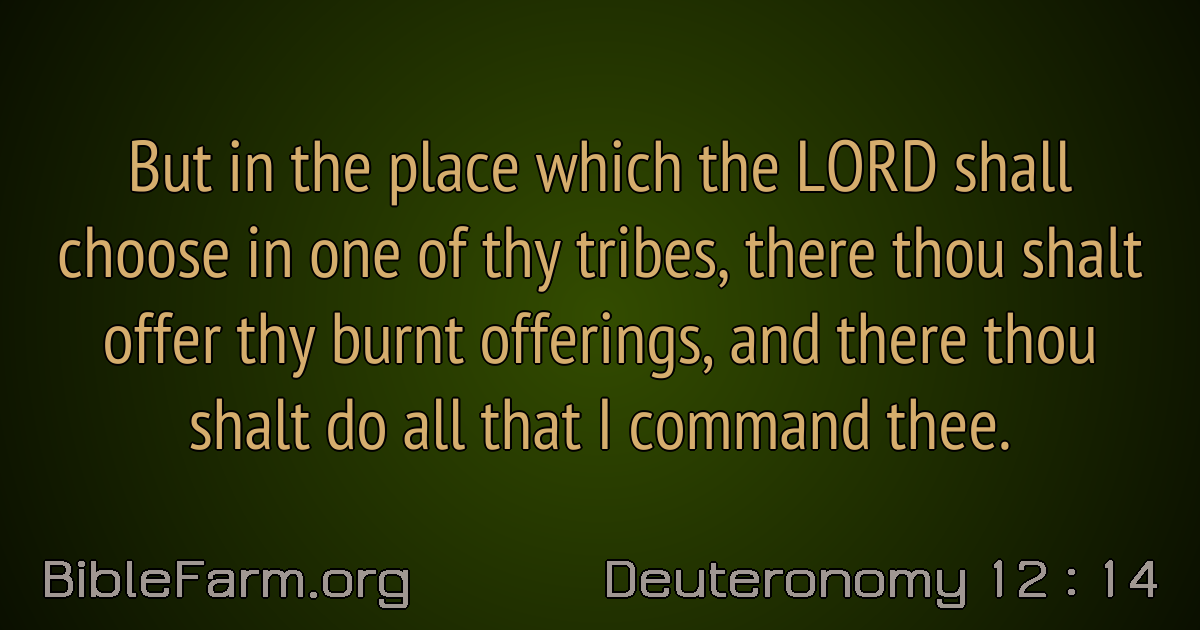 But in the place which the LORD shall
choose in one of thy tribes, there thou shalt
offer thy burnt offerings, and there thou
shalt do all that I command thee.
BibleFarm.org
Deuteronomy 12 : 14